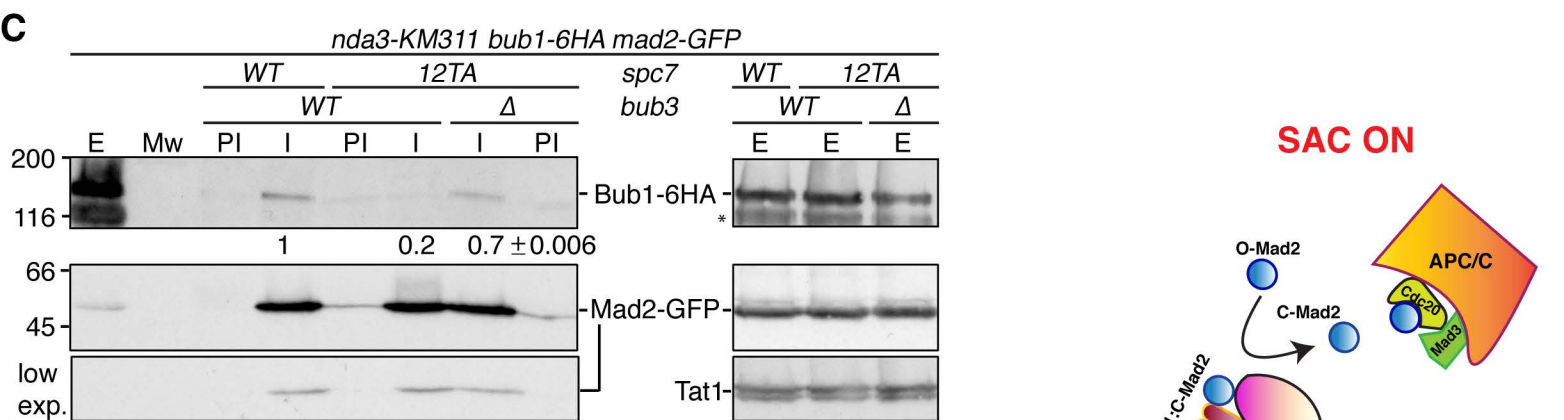 C
nda3-KM311 bub1-6HA mad2-GFP
WT 12TA spc7 WT 12TA
WT Δ bub3 WT Δ
E Mw PI I PI I I PI E E E
200
Bub1-6HA
116
*
1 0.2 0.7 ±0.006
66
Mad2-GFP
45
low
exp.
Tat1
SAC ON
O-Mad2
APC/C
Cdc20
C-Mad2
Mad3
:C-Mad2